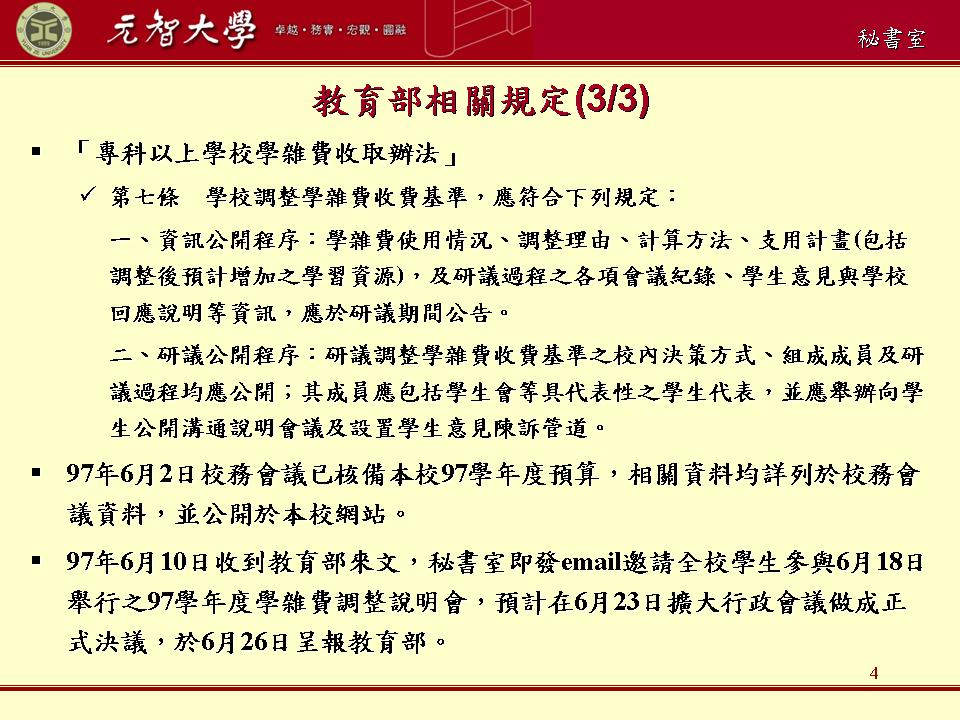 元智大學 卓越・務實・宏觀・圓融
秘書室
教育部相關規定(3/3)
▪ 「專科以上學校學雜費收取辦法」
✓ 第七條　學校調整學雜費收費基準，應符合下列規定：
一、資訊公開程序：學雜費使用情況、調整理由、計算方法、支用計畫(包括
調整後預計增加之學習資源)，及研議過程之各項會議紀錄、學生意見與學校
回應說明等資訊，應於研議期間公告。
二、研議公開程序：研議調整學雜費收費基準之校內決策方式、組成成員及研
議過程均應公開；其成員應包括學生會等具代表性之學生代表，並應舉辦向學
生公開溝通說明會議及設置學生意見陳訴管道。
▪ 97年6月2日校務會議已核備本校97學年度預算，相關資料均詳列於校務會
議資料，並公開於本校網站。
▪ 97年6月10日收到教育部來文，秘書室即發email邀請全校學生參與6月18日
舉行之97學年度學雜費調整說明會，預計在6月23日擴大行政會議做成正
式決議，於6月26日呈報教育部。
4